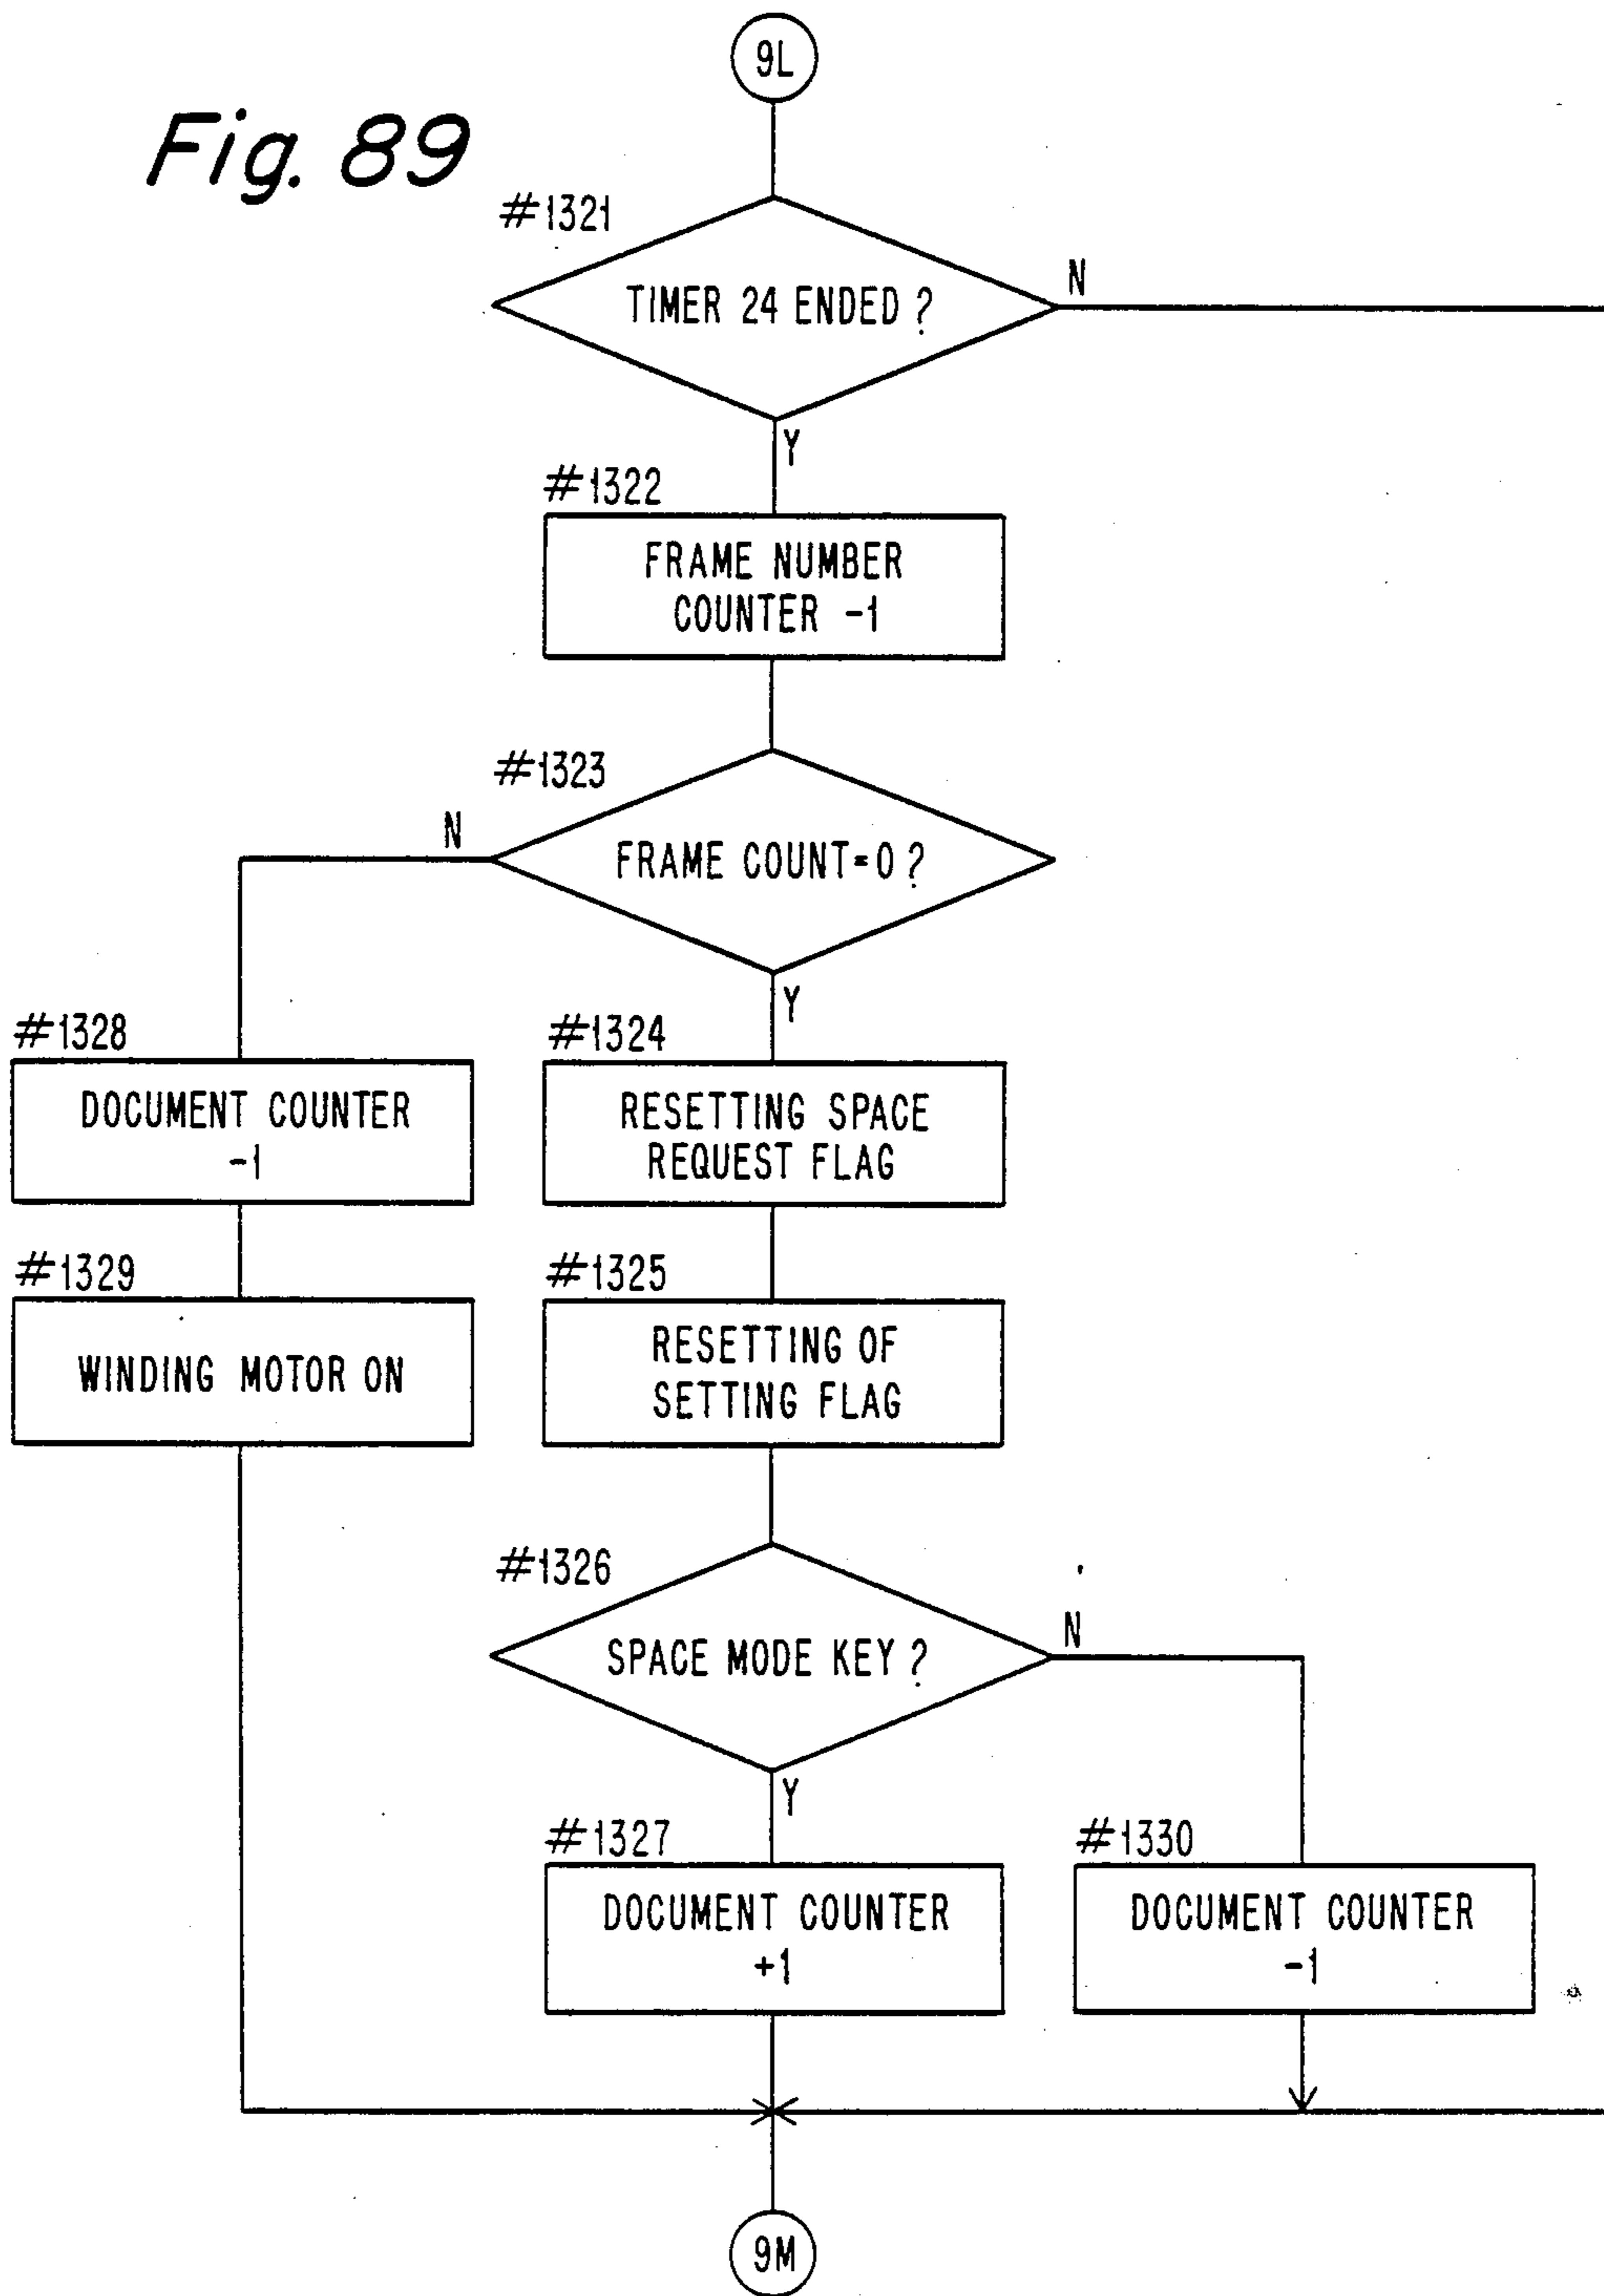 9L
Fig. 89
#1321
TIMER 24 ENDED ?
N
Y
#1322
FRAME NUMBER
COUNTER -1
#1323
N
FRAME COUNT=0 ?
Y
#1328
DOCUMENT COUNTER
-1
#1324
RESETTING SPACE
REQUEST FLAG
#1329
WINDING MOTOR ON
#1325
RESETTING OF
SETTING FLAG
#1326
SPACE MODE KEY ?
N
Y
#1327
DOCUMENT COUNTER
+1
#1330
DOCUMENT COUNTER
-1
9M